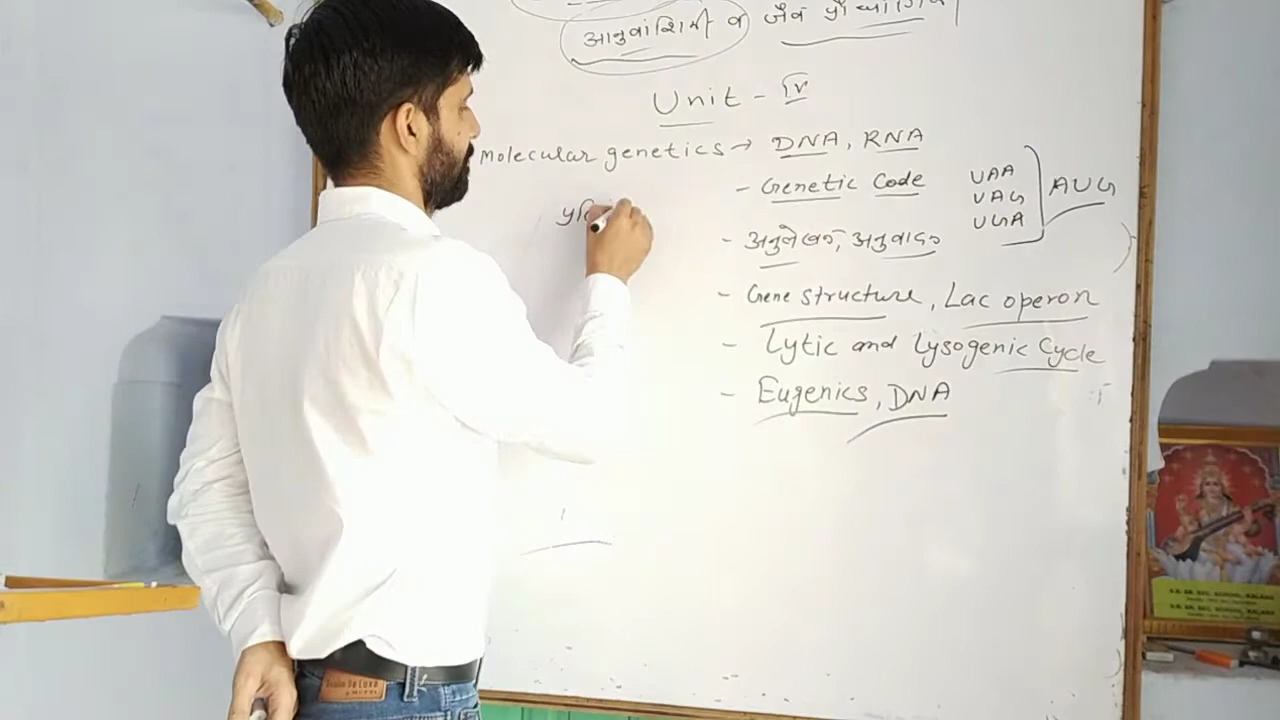 आनुवांशिकी व जैव प्रौद्योगिकी
Unit - IV
Molecular genetics → DNA, RNA
- Genetic Code
UAA
UAG
UGA
AUG
- अनुलेखन, अनुवादन
- Gene structure, Lac operon
- Lytic and Lysogenic Cycle
- Eugenics, DNA